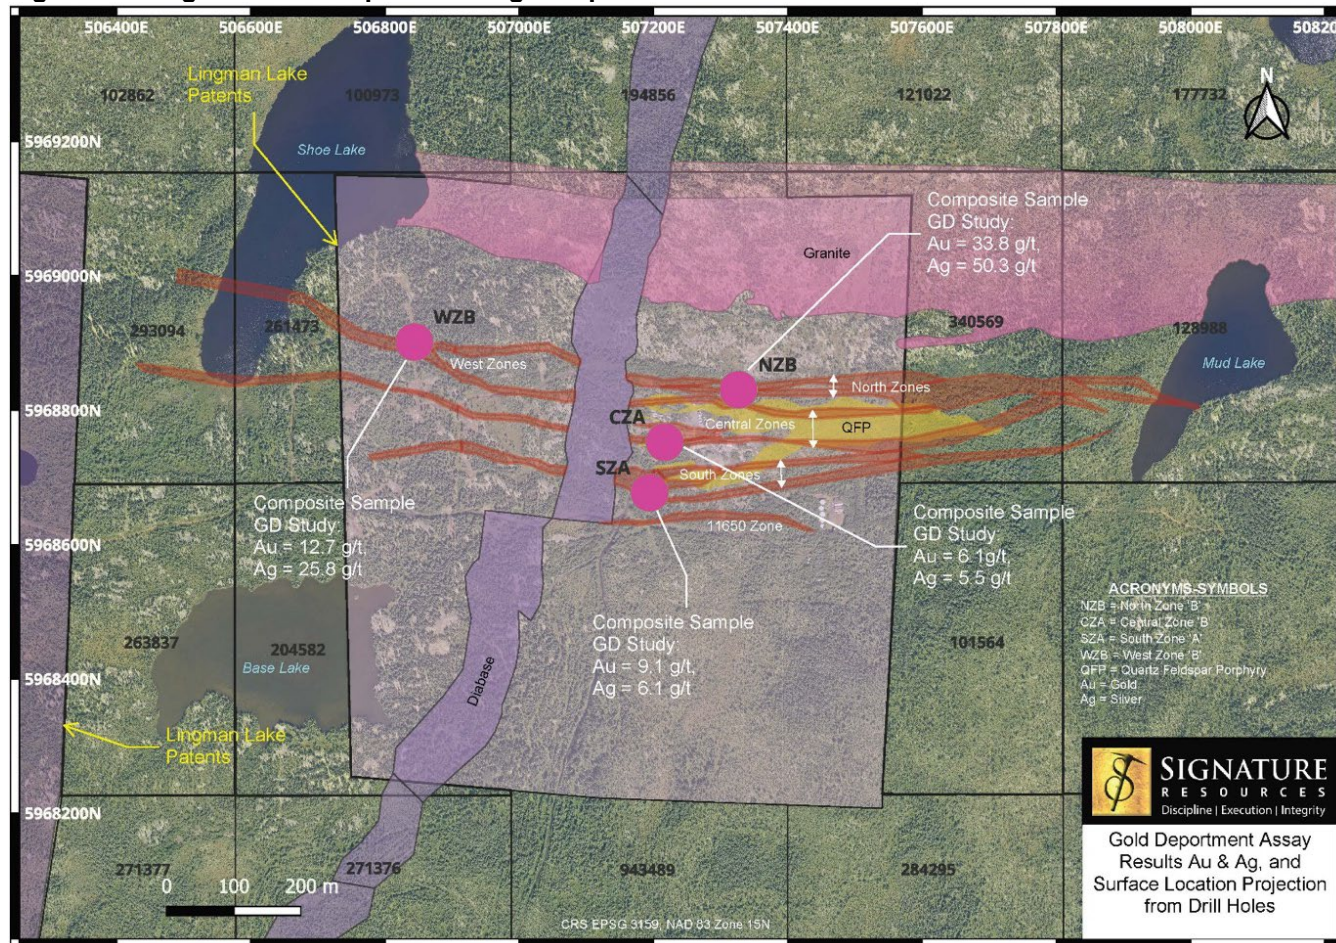 506400E 506600E 506800E 507000E 507200E 507400E 507600E 507800E 508000E 50820
Lingman Lake
Patents
102862 100973 194856 121022 177732
N
5969200N
Shoe Lake
Composite Sample
GD Study:
Au = 33.8 g/t,
Ag = 50.3 g/t
Granite
5969000N
293094 261473 340569 128988
WZB
West Zones
NZB
North Zones
Mud Lake
5968800N
CZA
Central Zones
QFP
SZA
South Zones
11650 Zone
Composite Sample
GD Study:
Au = 12.7 g/t,
Ag = 25.8 g/t
Composite Sample
GD Study:
Au = 6.1g/t,
Ag = 5.5 g/t
5968600N
Composite Sample
GD Study:
Au = 9.1 g/t,
Ag = 6.1 g/t
ACRONYMS-SYMBOLS
NZB = North Zone 'B'
CZA = Central Zone 'B
SZA = South Zone 'A'
WZB = West Zone 'B'
QFP = Quartz Feldspar Porphyry
Au = Gold
Ag = Silver
263837 204582 101564
Base Lake
Diabase
5968400N
Lingman Lake
Patents
5968200N
271377 271376 943489 284295
0 100 200 m
CRS EPSG 3159, NAD 83 Zone 15N
SIGNATURE
RESOURCES
Discipline | Execution | Integrity
Gold Department Assay
Results Au & Ag, and
Surface Location Projection
from Drill Holes